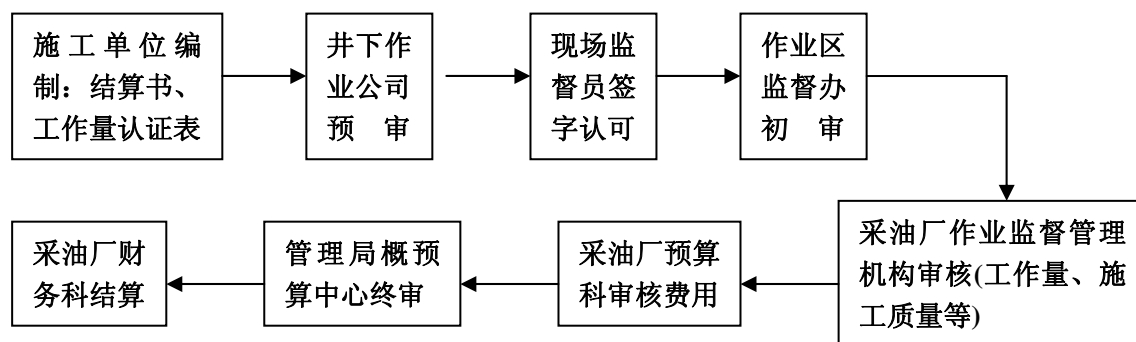 施工单位编
制：结算书、
工作量认证表
井下作
业公司
预审
现场监
督员签
字认可
作业区
监督办
初审
采油厂作业监督管理
机构审核(工作量、施
工质量等)
采油厂预算
科审核费用
管理局概预
算中心终审
采油厂财
务科结算